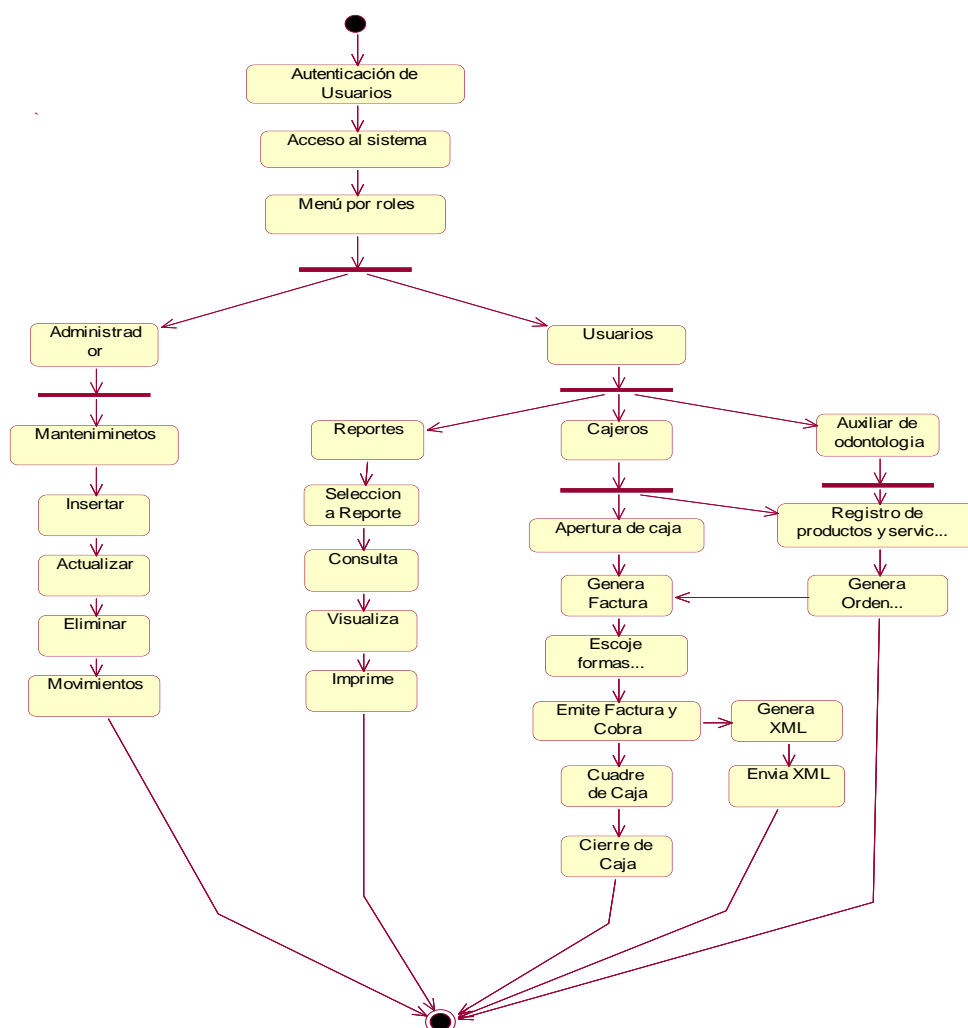 Autenticación de
Usuarios
Acceso al sistema
Menú por roles
Administrad
or
Usuarios
Manteniminetos
Reportes
Cajeros
Auxiliar de
odontologia
Insertar
Seleccion
a Reporte
Apertura de caja
Registro de
productos y servic...
Actualizar
Consulta
Genera
Factura
Genera
Orden...
Eliminar
Visualiza
Escoje
formas...
Movimientos
Imprime
Emite Factura y
Cobra
Genera
XML
Cuadre
de Caja
Envia XML
Cierre de
Caja